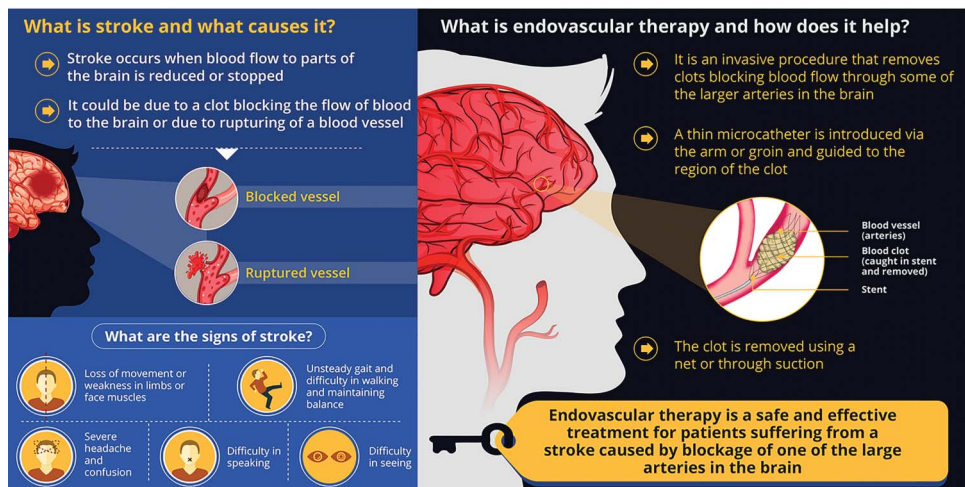 What is stroke and what causes it?
Stroke occurs when blood flow to parts of
the brain is reduced or stopped
It could be due to a clot blocking the flow of blood
to the brain or due to rupturing of a blood vessel
Blocked vessel
Ruptured vessel
What are the signs of stroke?
Loss of movement or
weakness in limbs or
face muscles
Unsteady gait and
difficulty in walking
and maintaining
balance
Severe
headache
and
confusion
Difficulty in
speaking
Difficulty
in seeing
What is endovascular therapy and how does it help?
It is an invasive procedure that removes
clots blocking blood flow through some of
the larger arteries in the brain
A thin microcatheter is introduced via
the arm or groin and guided to the
region of the clot
Blood vessel
(arteries)
Blood clot
(caught in stent
and removed)
Stent
The clot is removed using a
net or through suction
Endovascular therapy is a safe and effective
treatment for patients suffering from a
stroke caused by blockage of one of the large
arteries in the brain